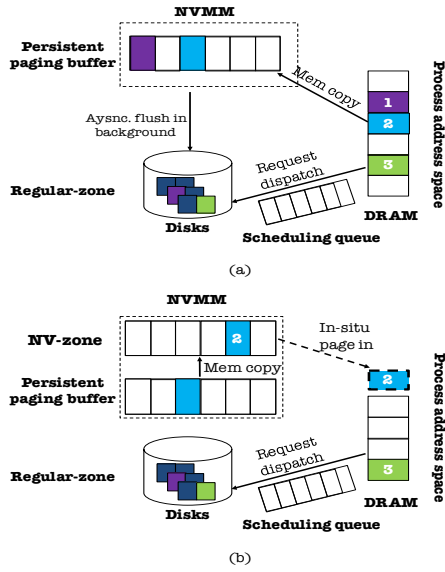 NVMM
Persistent
paging buffer
Mem copy
Process address space
1
2
3
Aysnc. flush in
background
Request
dispatch
Regular-zone
Disks
DRAM
Scheduling queue
(a)
NVMM
NV-zone
2
In-situ
page in
Mem copy
Persistent
paging buffer
2
Process address space
Request
dispatch
3
Regular-zone
Disks
DRAM
Scheduling queue
(b)